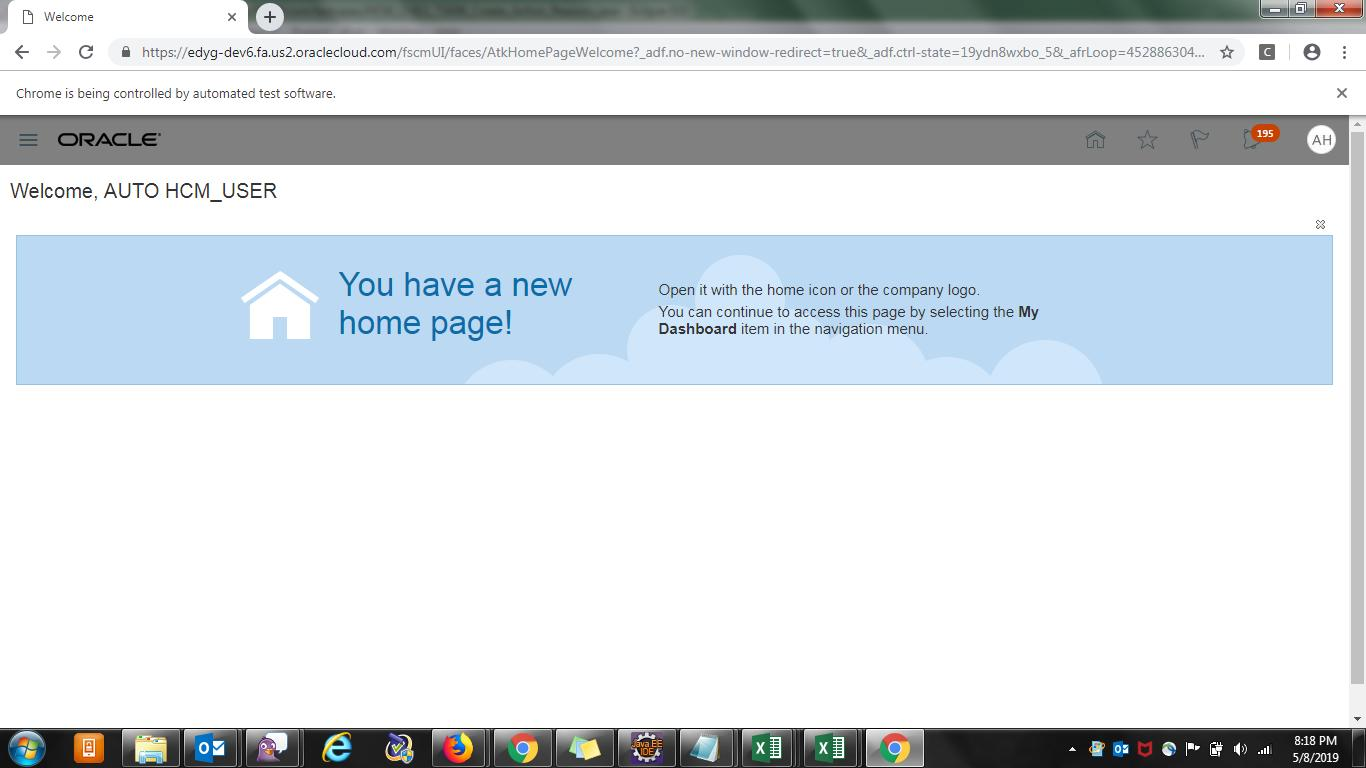 Welcome
https://edyg-dev6.fa.us2.oraclecloud.com/fscmUI/faces/AtkHomePageWelcome?_adf.no-new-window-redirect=true&_adf.ctrl-state=19ydn8wxbo_5&_afrLoop=452886304...
C
Chrome is being controlled by automated test software.
ORACLE
195
AH
Welcome, AUTO HCM_USER
You have a new
home page!
Open it with the home icon or the company logo.
You can continue to access this page by selecting the My
Dashboard item in the navigation menu.
Java EE
IDE
8:18 PM
5/8/2019